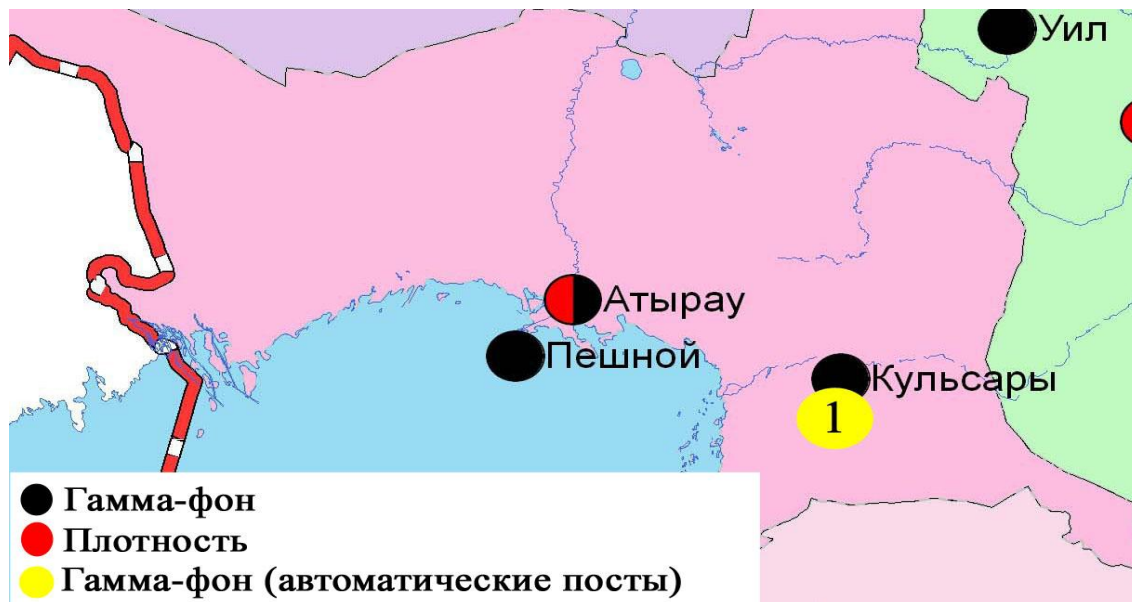 Уил
Атырау
Пешной
Кульсары
1
Гамма-фон
Плотность
Гамма-фон (автоматические посты)